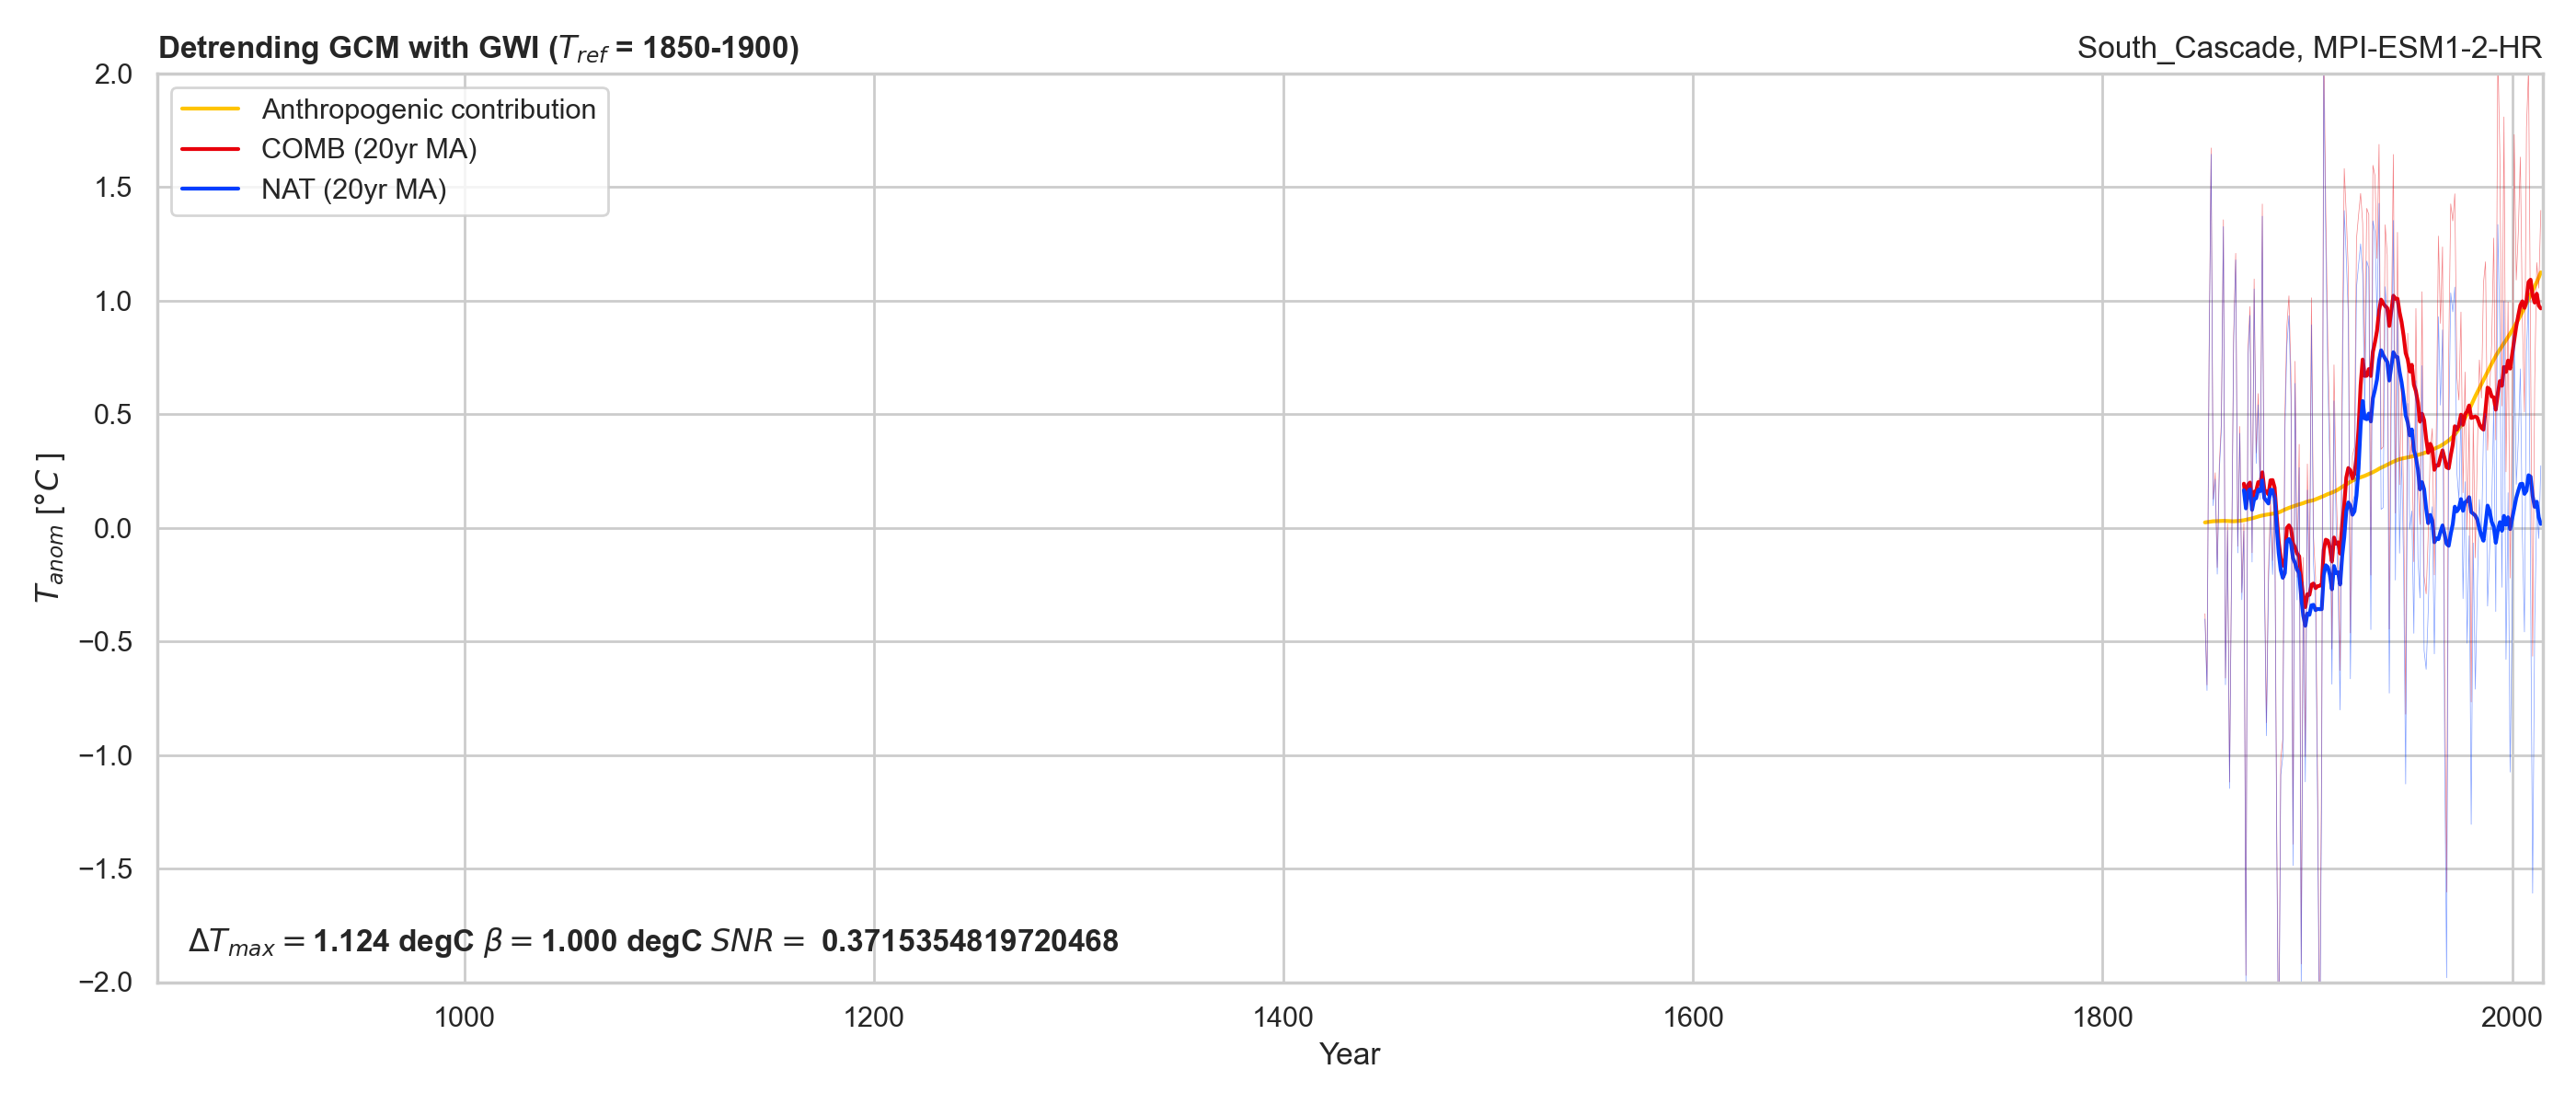 Detrending GCM with GWI (T_ref = 1850-1900)
South_Cascade, MPI-ESM1-2-HR
Anthropogenic contribution
COMB (20yr MA)
NAT (20yr MA)
2.0
1.5
1.0
0.5
0.0
−0.5
−1.0
−1.5
−2.0
T_anom [°C ]
ΔT_max = 1.124 degC β = 1.000 degC SNR = 0.3715354819720468
1000 1200 1400 1600 1800 2000
Year